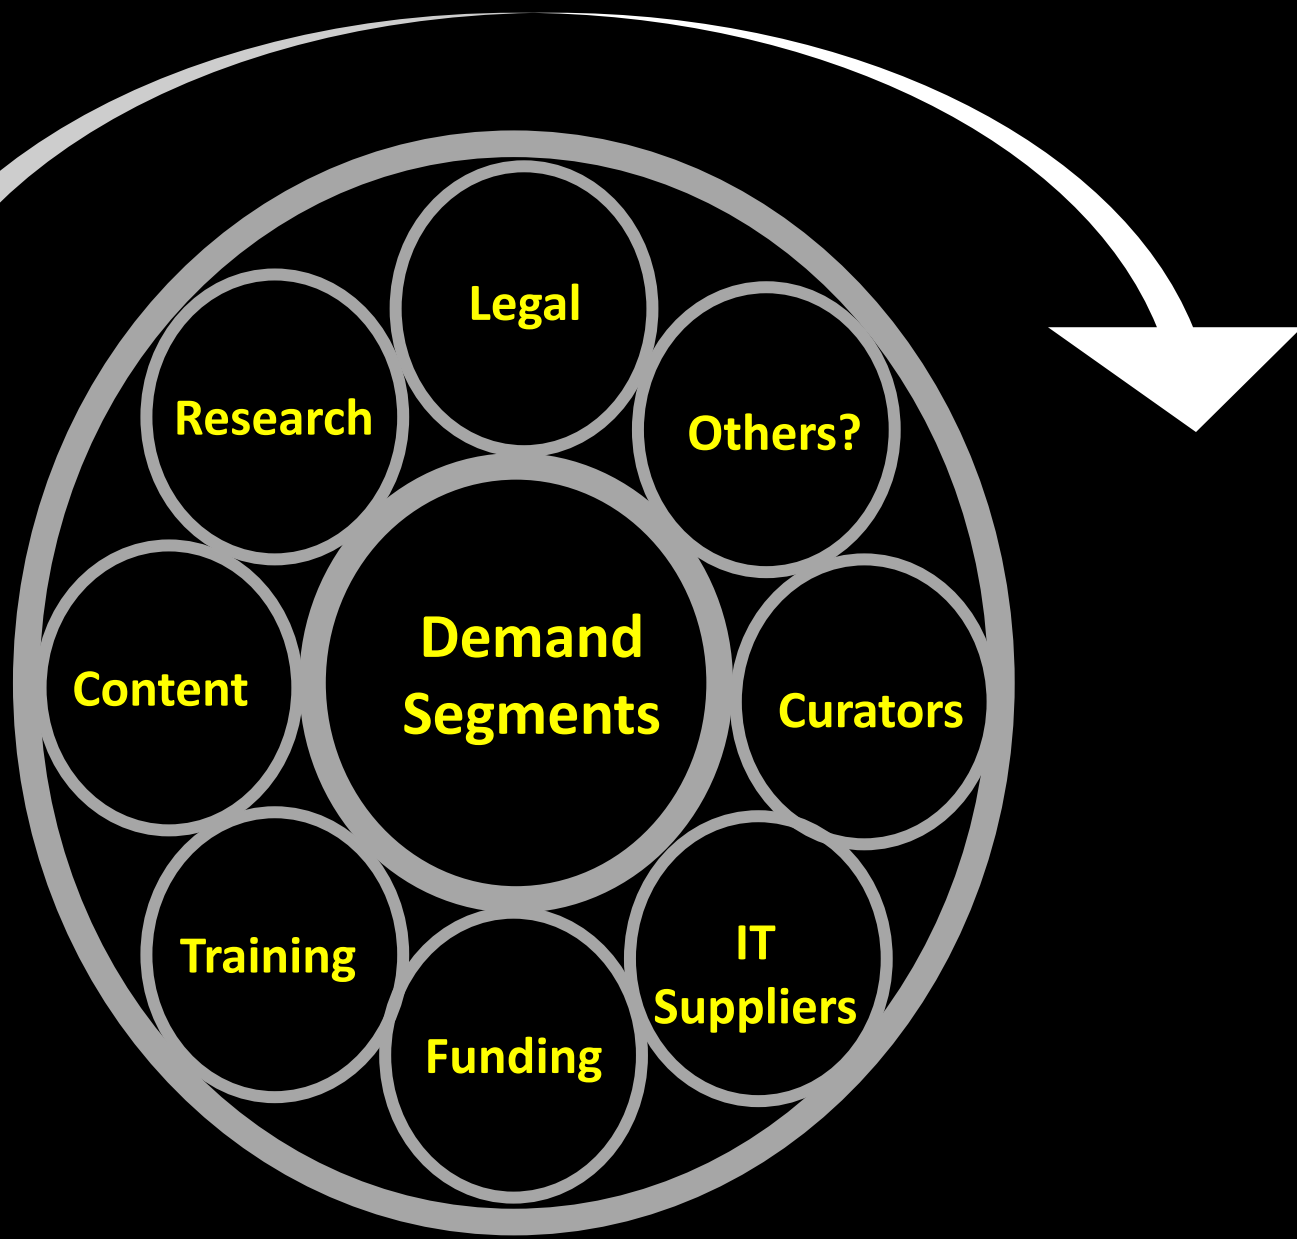 Legal
Research
Others?
Demand
Segments
Content
Curators
Training
IT
Suppliers
Funding